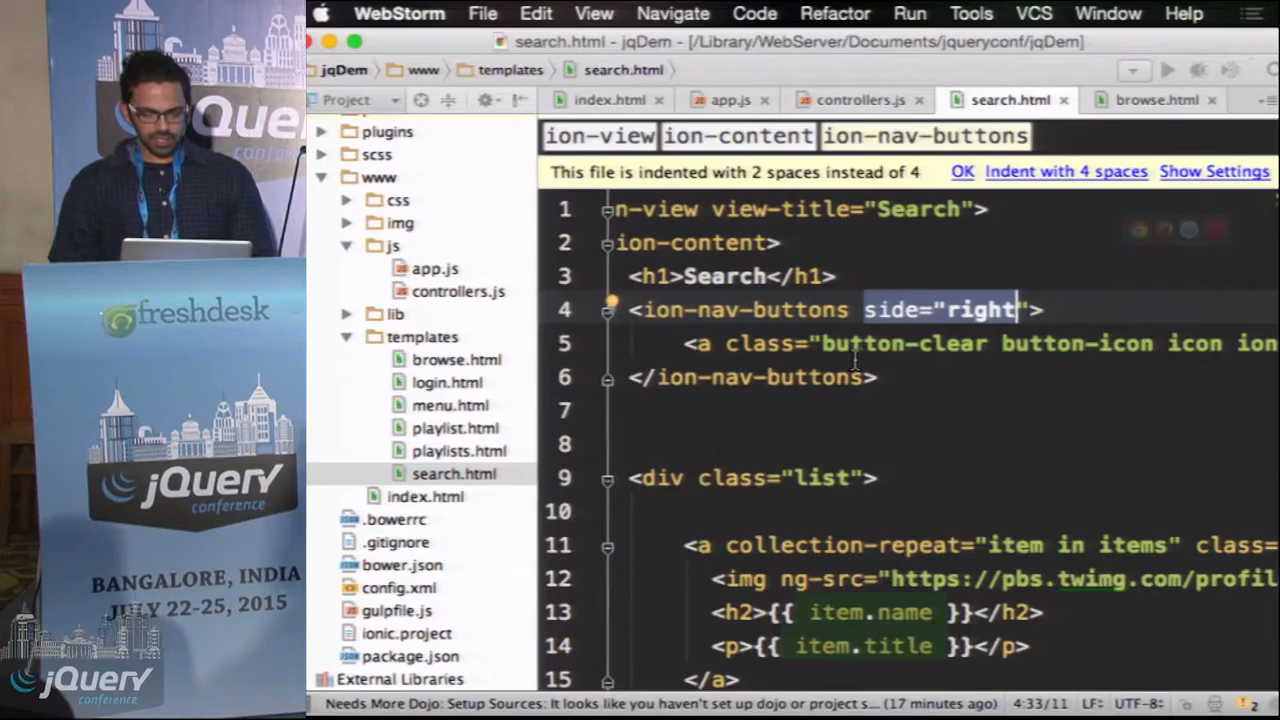 WebStorm File Edit View Navigate Code Refactor Run Tools VCS Window Help
search.html - jqDem - [/Library/WebServer/Documents/jqueryconf/jqDem]
jqDem www templates search.html
Project
index.html app.js controllers.js search.html browse.html
plugins
scss
www
css
img
js
app.js
controllers.js
lib
templates
browse.html
login.html
menu.html
playlist.html
playlists.html
search.html
index.html
.bowerrc
.gitignore
bower.json
config.xml
gulpfile.js
ionic.project
package.json
External Libraries
ion-view ion-content ion-nav-buttons
This file is indented with 2 spaces instead of 4 OK Indent with 4 spaces Show Settings
1 n-view view-title="Search">
2 ion-content>
3 <h1>Search</h1>
4 <ion-nav-buttons side="right">
5 <a class="button-clear button-icon icon ion
6 </ion-nav-buttons>
7
8
9 <div class="list">
10
11 <a collection-repeat="item in items" class=
12 <img ng-src="https://pbs.twimg.com/profil
13 <h2>{{ item.name }}</h2>
14 <p>{{ item.title }}</p>
15 </a>
Needs More Dojo: Setup Sources: It looks like you haven't set up dojo or project s... (17 minutes ago) 4:33/11 LF÷ UTF-8÷ 2
freshdesk
jQuery
conference
BANGALORE, INDIA
JULY 22-25, 2015
jQuery
conference